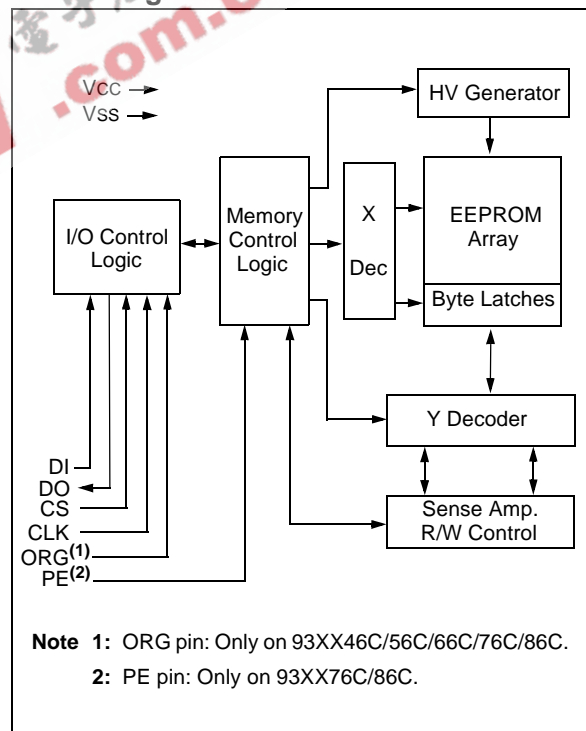 .com.c
Vcc
Vss
HV Generator
I/O Control
Logic
Memory
Control
Logic
X
Dec
EEPROM
Array
Byte Latches
Y Decoder
Sense Amp.
R/W Control
DI
DO
CS
CLK
ORG(1)
PE(2)
Note 1: ORG pin: Only on 93XX46C/56C/66C/76C/86C.
2: PE pin: Only on 93XX76C/86C.